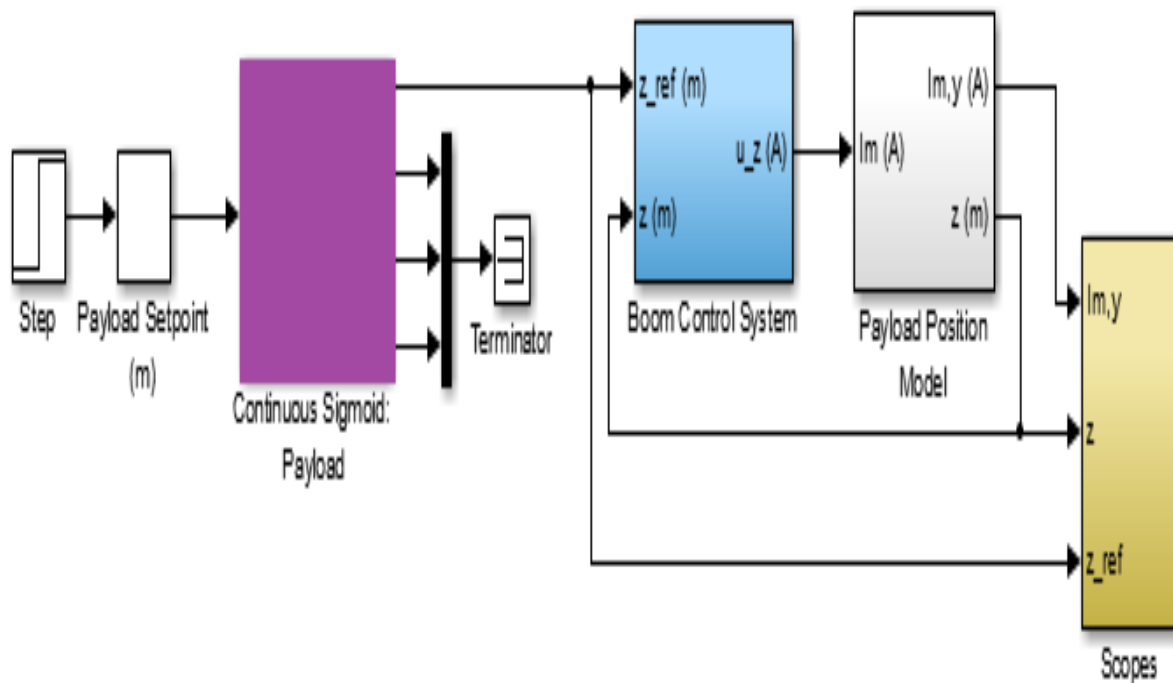 z_ref (m)
u_z (A)
z (m)
Im,y (A)
Im (A)
z (m)
Step
Payload Setpoint
(m)
Continuous Sigmoid:
Payload
Terminator
Boom Control System
Payload Position
Model
Im,y
z
z_ref
Scopes